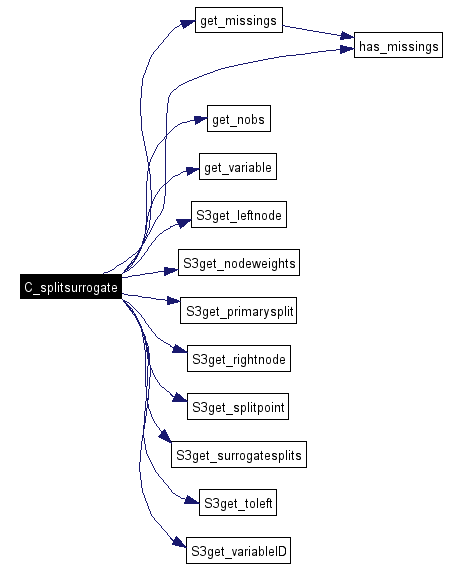 get_missings
has_missings
get_nobs
get_variable
S3get_leftnode
S3get_nodeweights
C_splitsurrogate
S3get_primarysplit
S3get_rightnode
S3get_splitpoint
S3get_surrogatesplits
S3get_toleft
S3get_variableID